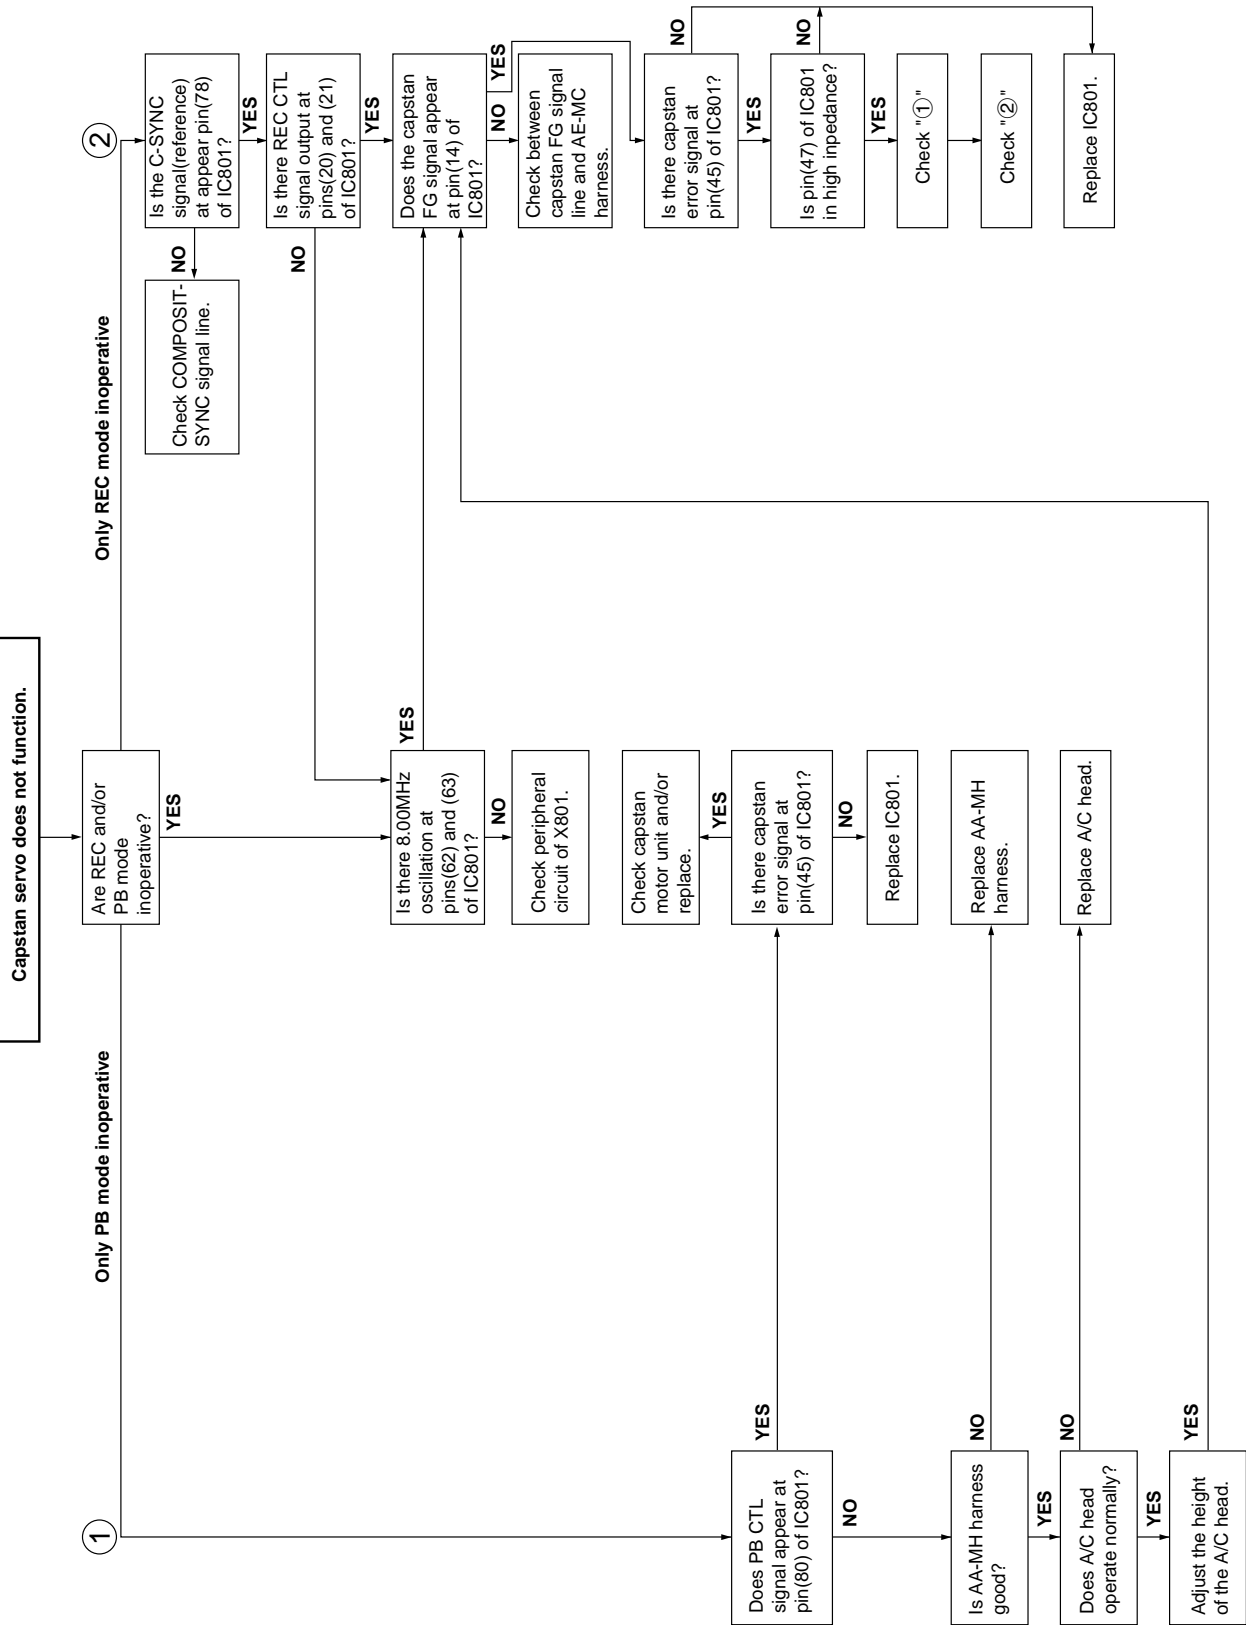 Capstan servo does not function.
Are REC and/or
PB mode
inoperative?
YES
Only PB mode inoperative
Only REC mode inoperative
①
Does PB CTL
signal appear at
pin(80) of IC801?
YES
NO
Is AA-MH harness
good?
NO
YES
Does A/C head
operate normally?
NO
YES
Adjust the height
of the A/C head.
YES
Is there 8.00MHz
oscillation at
pins(62) and (63)
of IC801?
YES
NO
Check peripheral
circuit of X801.
Check capstan
motor unit and/or
replace.
YES
Is there capstan
error signal at
pin(45) of IC801?
NO
Replace IC801.
Replace AA-MH
harness.
Replace A/C head.
②
Is the C-SYNC
signal(reference)
at appear pin(78)
of IC801?
NO
YES
Check COMPOSIT-
SYNC signal line.
Is there REC CTL
signal output at
pins(20) and (21)
of IC801?
NO
YES
Does the capstan
FG signal appear
at pin(14) of
IC801?
NO
YES
Check between
capstan FG signal
line and AE-MC
harness.
Is there capstan
error signal at
pin(45) of IC801?
NO
YES
Is pin(47) of IC801
in high inpedance?
NO
YES
Check "①"
Check "②"
Replace IC801.